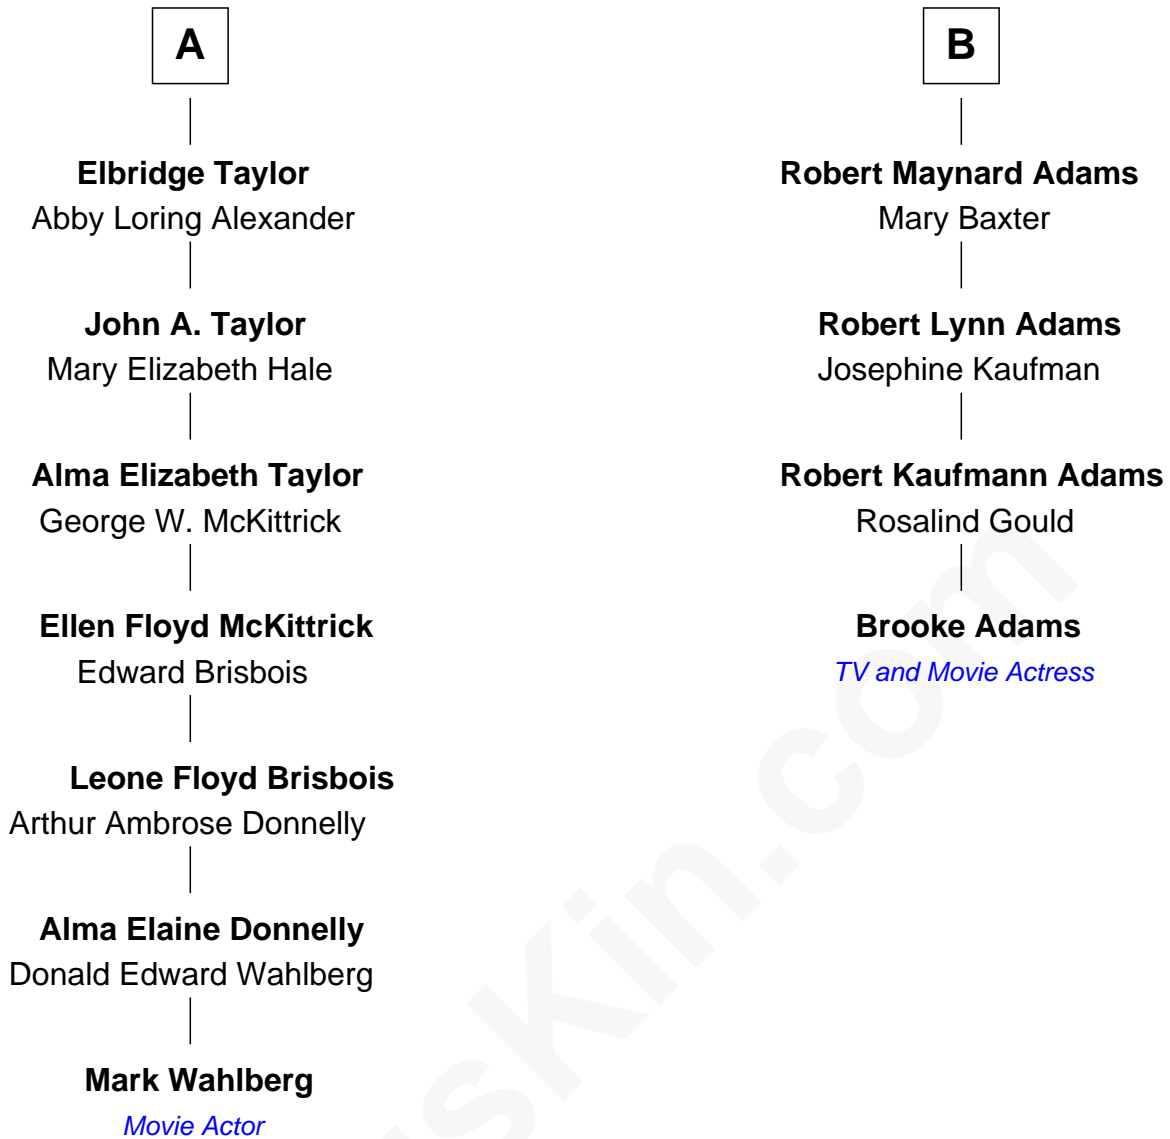 A
Elbridge Taylor
Abby Loring Alexander
John A. Taylor
Mary Elizabeth Hale
Alma Elizabeth Taylor
George W. McKittrick
Ellen Floyd McKittrick
Edward Brisbois
Leone Floyd Brisbois
Arthur Ambrose Donnelly
Alma Elaine Donnelly
Donald Edward Wahlberg
Mark Wahlberg
Movie Actor
B
Robert Maynard Adams
Mary Baxter
Robert Lynn Adams
Josephine Kaufman
Robert Kaufmann Adams
Rosalind Gould
Brooke Adams
TV and Movie Actress
sKin.com